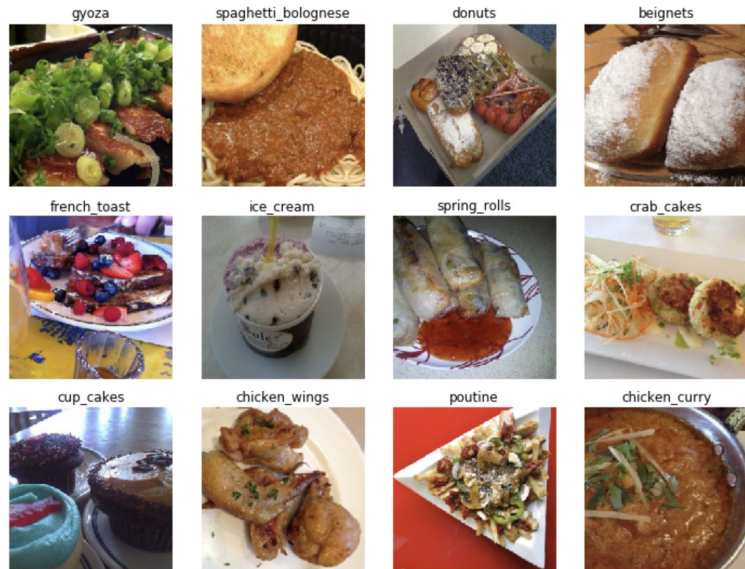 gyoza spaghetti_bolognese donuts beignets
french_toast ice_cream spring_rolls crab_cakes
cup_cakes chicken_wings poutine chicken_curry